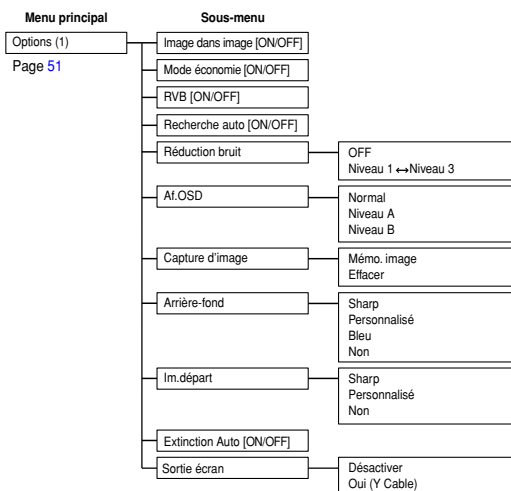 Menu principal
Sous-menu
Options (1)
Page 51
Image dans image [ON/OFF]
Mode économie [ON/OFF]
RVB [ON/OFF]
Recherche auto [ON/OFF]
Réduction bruit
OFF
Niveau 1 ↔ Niveau 3
Af.OSD
Normal
Niveau A
Niveau B
Capture d'image
Mémo. image
Effacer
Arrière-fond
Sharp
Personnalisé
Bleu
Non
Im.départ
Sharp
Personnalisé
Non
Extinction Auto [ON/OFF]
Sortie écran
Désactiver
Oui (Y Cable)